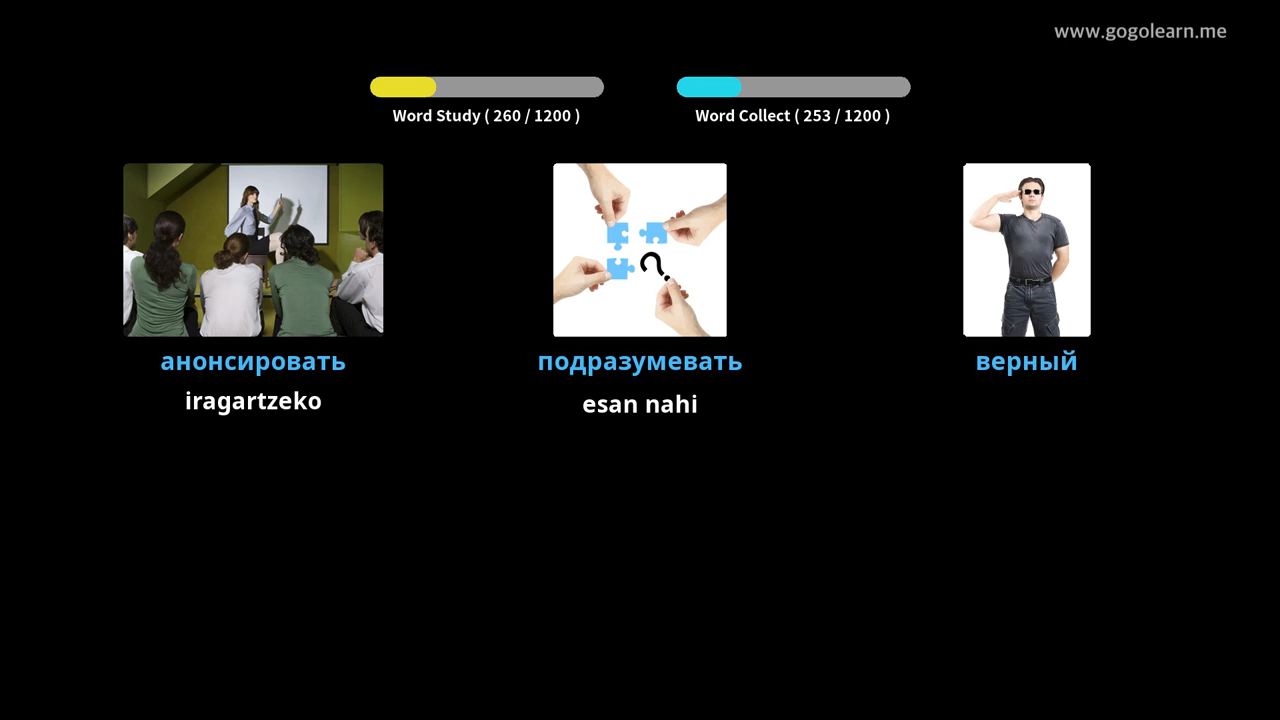 www.gogolearn.me
Word Study ( 260 / 1200 )
Word Collect ( 253 / 1200 )
анонсировать
подразумевать
верный
iragartzeko
esan nahi